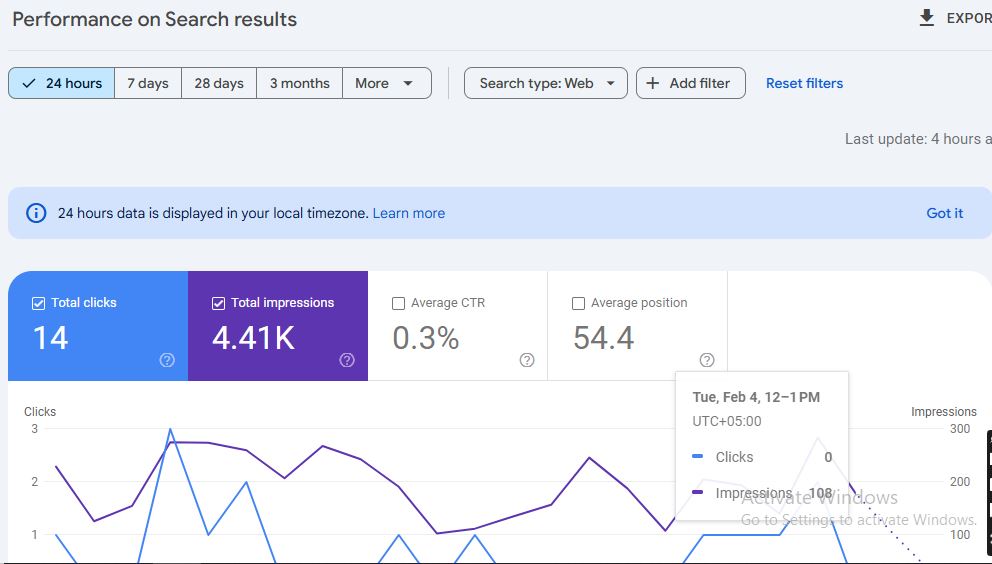 Performance on Search results
EXPOR
24 hours
7 days
28 days
3 months
More
Search type: Web
Add filter
Reset filters
Last update: 4 hours a
24 hours data is displayed in your local timezone. Learn more
Got it
Total clicks
14
Total impressions
4.41K
Average CTR
0.3%
Average position
54.4
Clicks
Impressions
3
2
1
300
200
100
Tue, Feb 4, 12–1 PM
UTC+05:00
Clicks 0
Impressions 108
Activate Windows
Go to Settings to activate Windows.